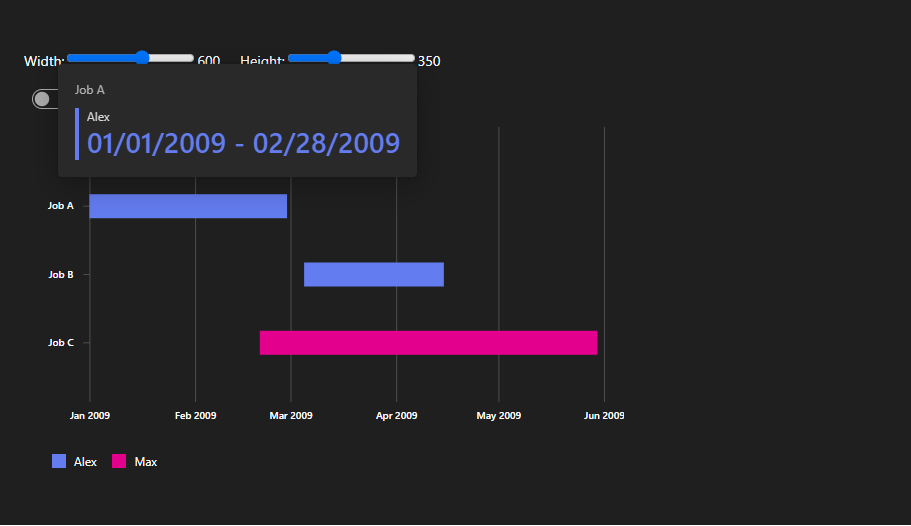 Width: 600 Height: 350
Job A
Alex
01/01/2009 - 02/28/2009
Job A
Job B
Job C
Jan 2009 Feb 2009 Mar 2009 Apr 2009 May 2009 Jun 2009
Alex Max